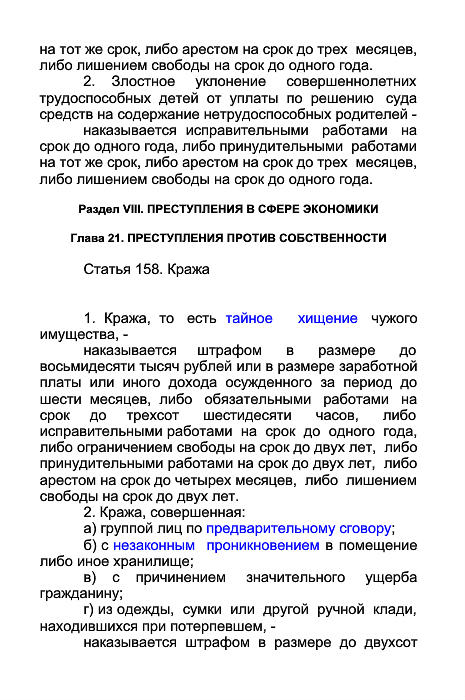 на тот же срок, либо арестом на срок до трех месяцев,
либо лишением свободы на срок до одного года.
2. Злостное уклонение совершеннолетних
трудоспособных детей от уплаты по решению суда
средств на содержание нетрудоспособных родителей -
наказывается исправительными работами на
срок до одного года, либо принудительными работами
на тот же срок, либо арестом на срок до трех месяцев,
либо лишением свободы на срок до одного года.
Раздел VIII. ПРЕСТУПЛЕНИЯ В СФЕРЕ ЭКОНОМИКИ
Глава 21. ПРЕСТУПЛЕНИЯ ПРОТИВ СОБСТВЕННОСТИ
Статья 158. Кража
1. Кража, то есть тайное хищение чужого
имущества, -
наказывается штрафом в размере до
восьмидесяти тысяч рублей или в размере заработной
платы или иного дохода осужденного за период до
шести месяцев, либо обязательными работами на
срок до трехсот шестидесяти часов, либо
исправительными работами на срок до одного года,
либо ограничением свободы на срок до двух лет, либо
принудительными работами на срок до двух лет, либо
арестом на срок до четырех месяцев, либо лишением
свободы на срок до двух лет.
2. Кража, совершенная:
а) группой лиц по предварительному сговору;
б) с незаконным проникновением в помещение
либо иное хранилище;
в) с причинением значительного ущерба
гражданину;
г) из одежды, сумки или другой ручной клади,
находившихся при потерпевшем, -
наказывается штрафом в размере до двухсот